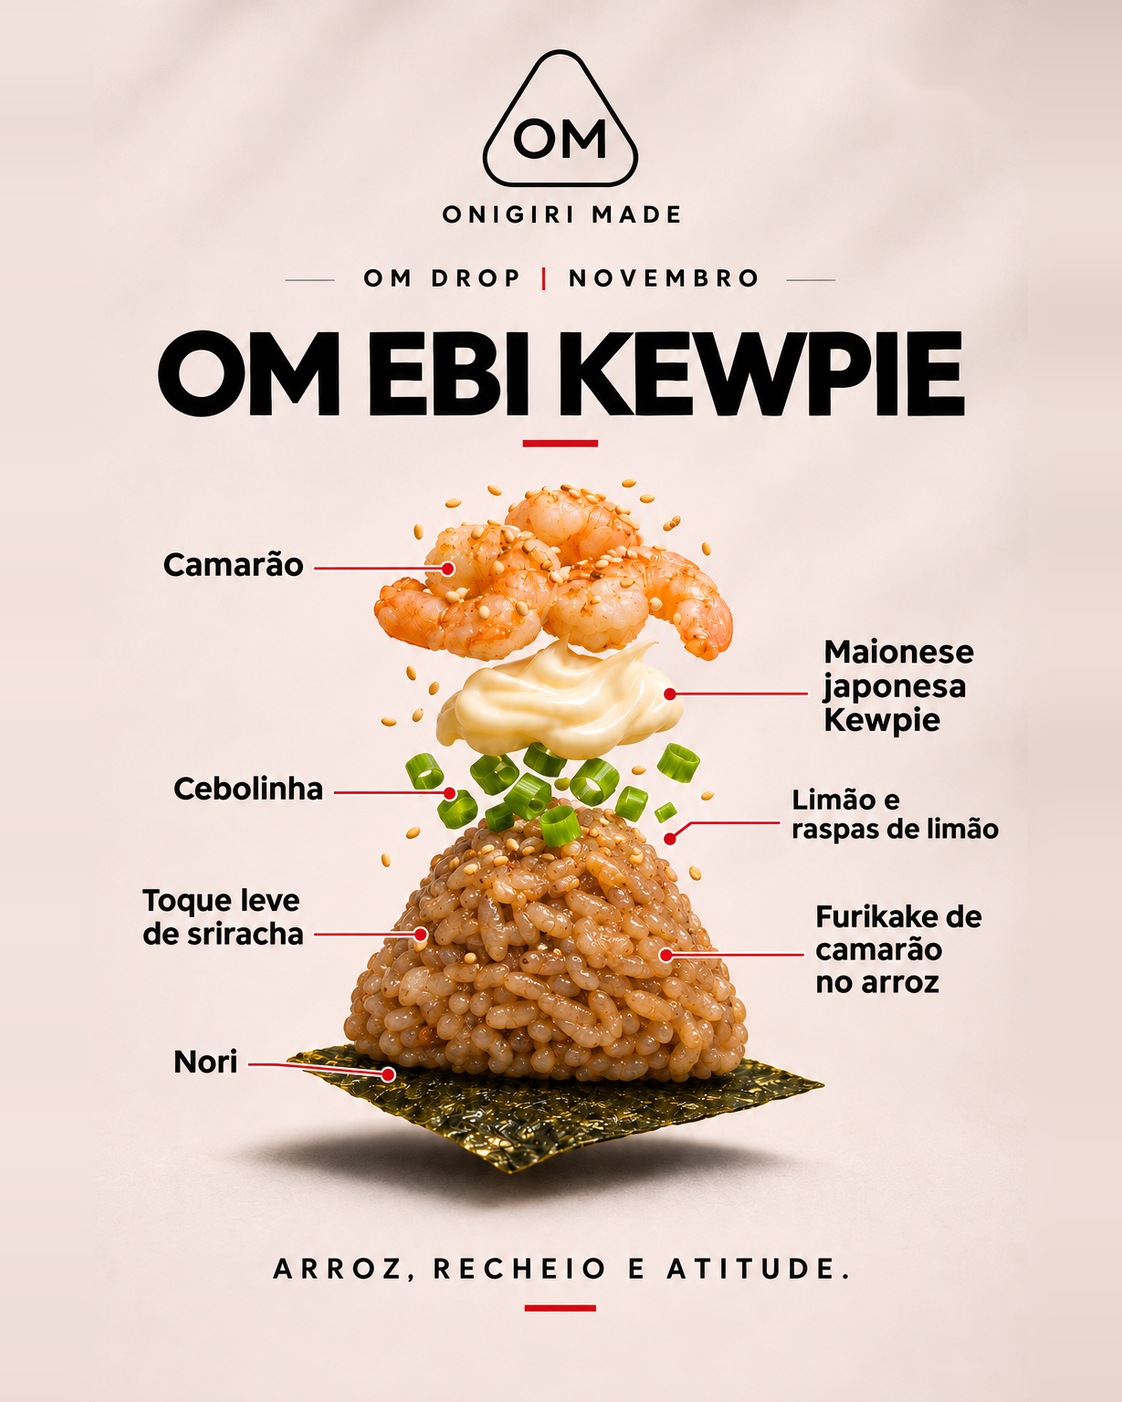 OM
ONIGIRI MADE
OM DROP | NOVEMBRO
OM EBI KEWPIE
Camarão
Maionese
japonesa
Kewpie
Cebolinha
Limão e
raspas de limão
Toque leve
de sriracha
Furikake de
camarão
no arroz
Nori
ARROZ, RECHEIO E ATITUDE.